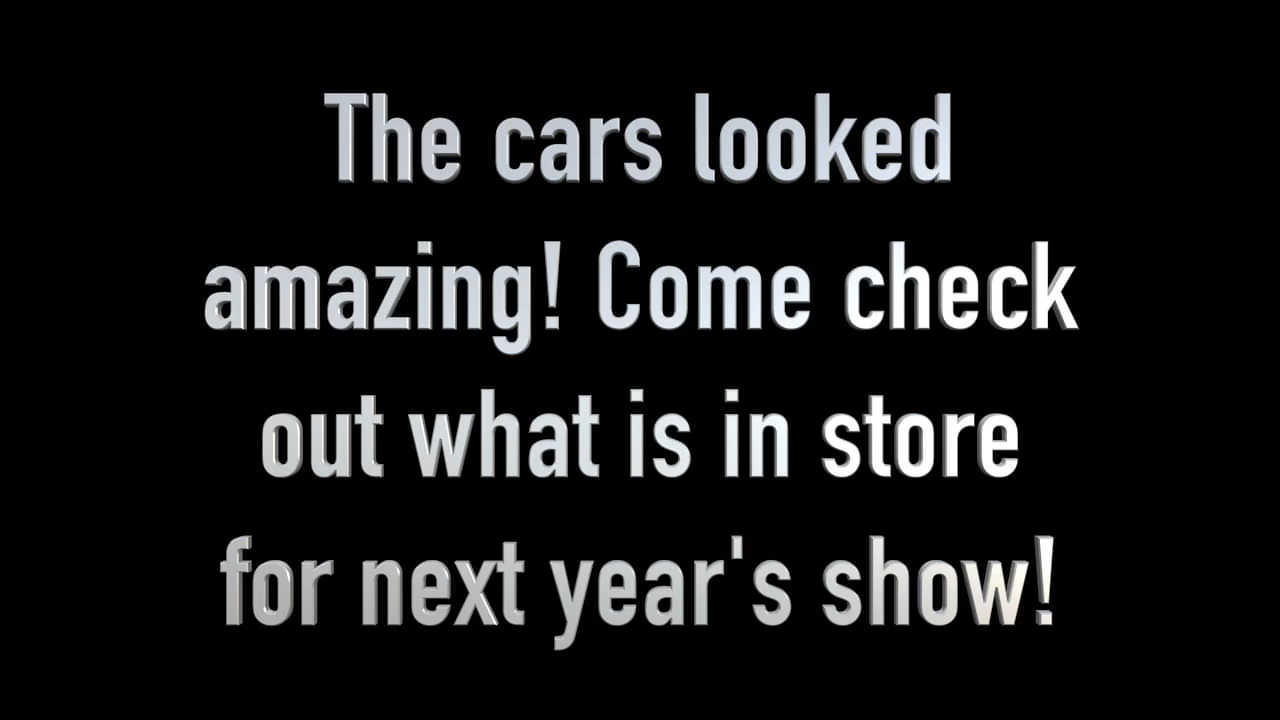 The cars looked
amazing! Come check
out what is in store
for next year's show!